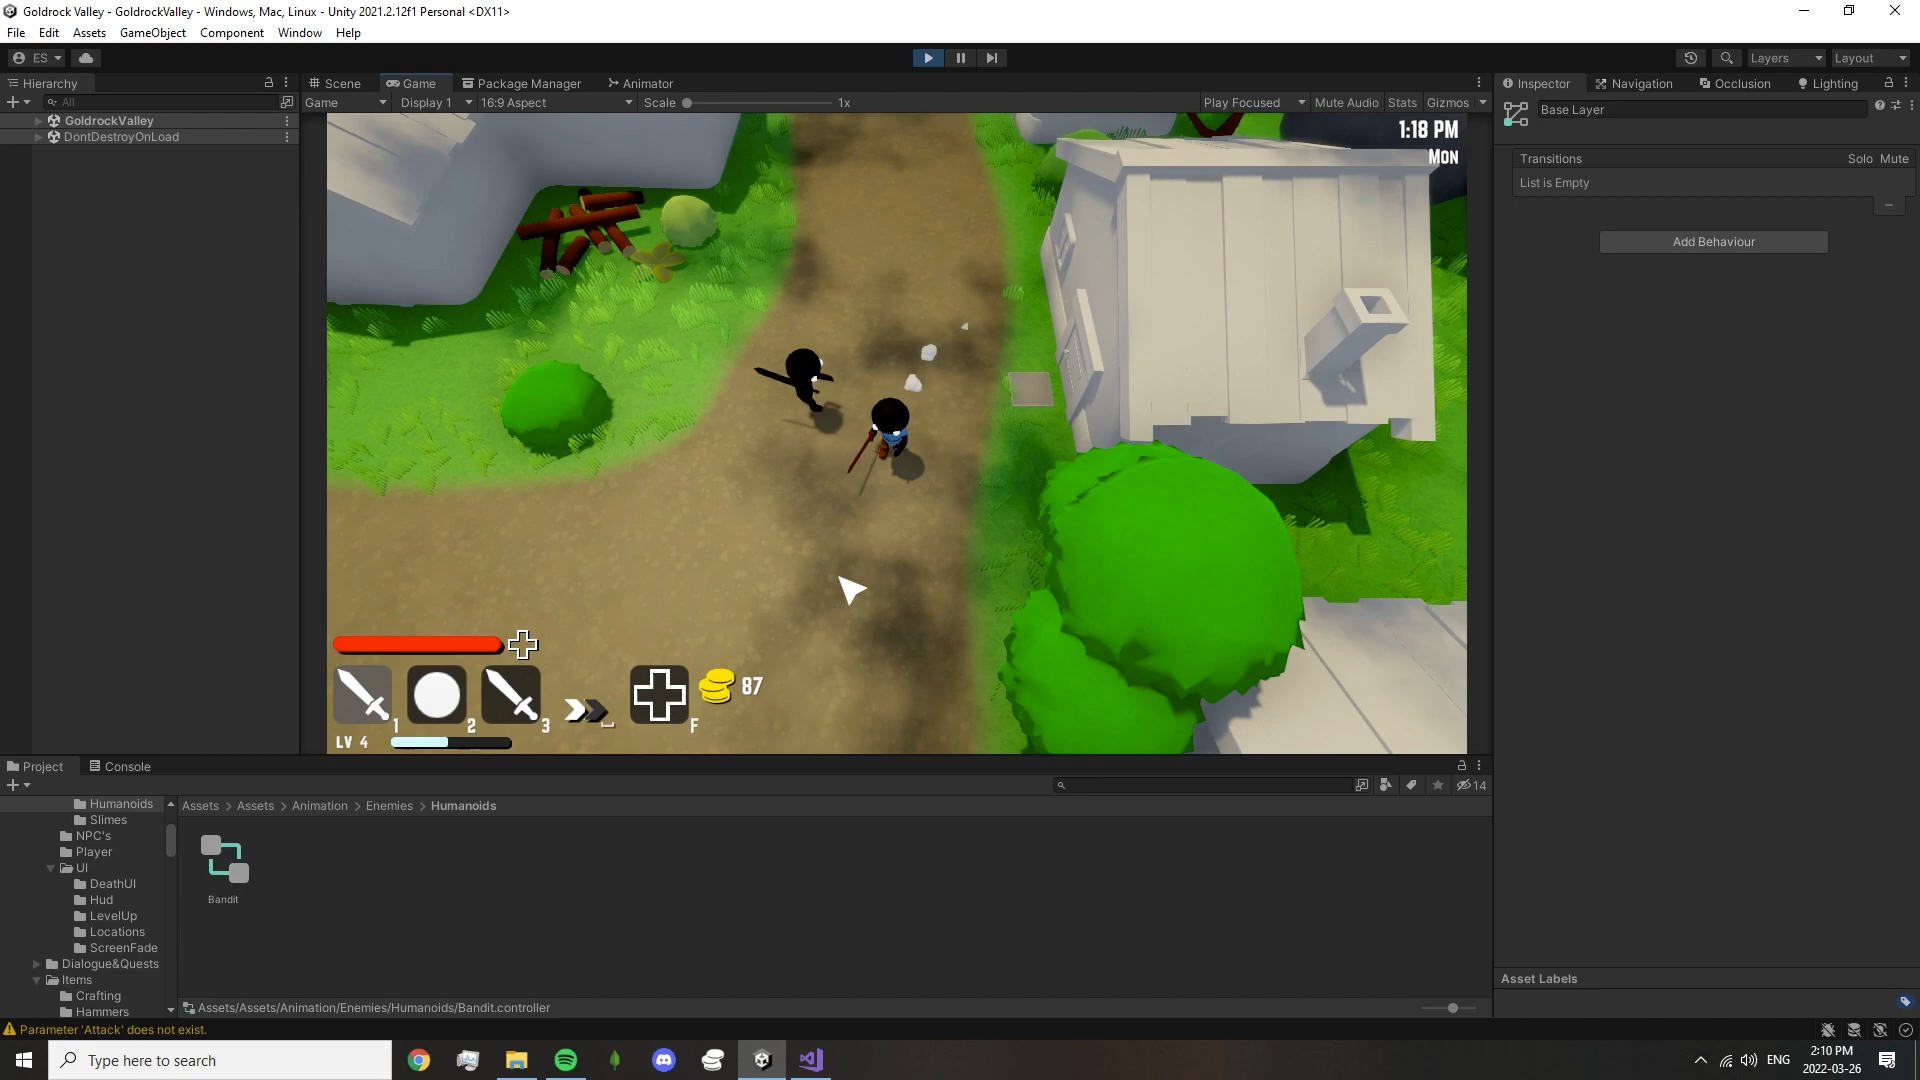 Goldrock Valley - GoldrockValley - Windows, Mac, Linux - Unity 2021.2.12f1 Personal <DX11>
File Edit Assets GameObject Component Window Help
ES Layers Layout
Hierarchy Scene Game Package Manager Animator Inspector Navigation Occlusion Lighting
All Game Display 1 16:9 Aspect Scale 1x Play Focused Mute Audio Stats Gizmos Base Layer
GoldrockValley
DontDestroyOnLoad
1:18 PM
Mon
Transitions Solo Mute
List is Empty
Add Behaviour
87
1 2 3 F
LV 4
Project Console
14
Humanoids
Slimes
NPC's
Player
UI
DeathUI
Hud
LevelUp
Locations
ScreenFade
Dialogue&Quests
Items
Crafting
Hammers
Assets > Assets > Animation > Enemies > Humanoids
Bandit
Assets/Assets/Animation/Enemies/Humanoids/Bandit.controller
Asset Labels
Parameter 'Attack' does not exist.
Type here to search
ENG
2:10 PM
2022-03-26